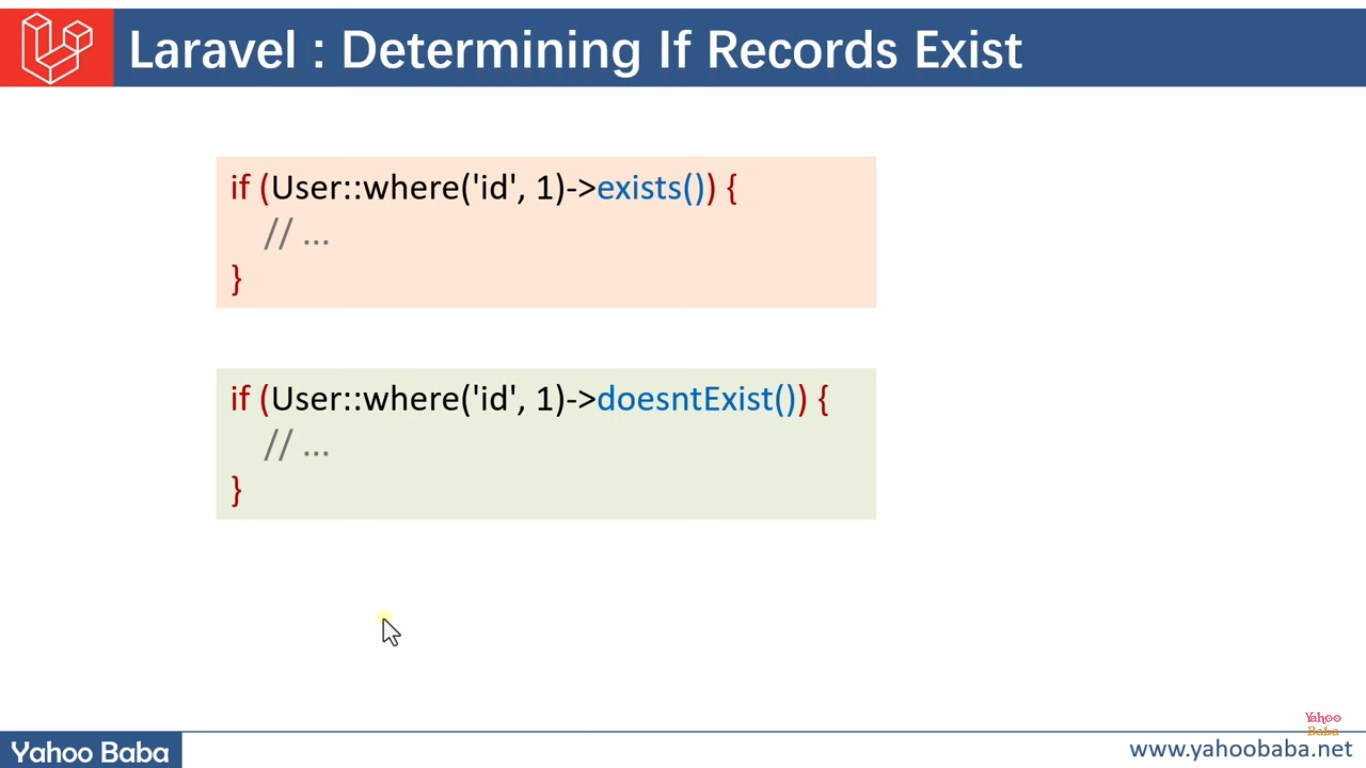 Laravel : Determining If Records Exist
if (User::where('id', 1)->exists()) {
// ...
}
if (User::where('id', 1)->doesntExist()) {
// ...
}
Yahoo
Baba
Yahoo Baba
www.yahoobaba.net